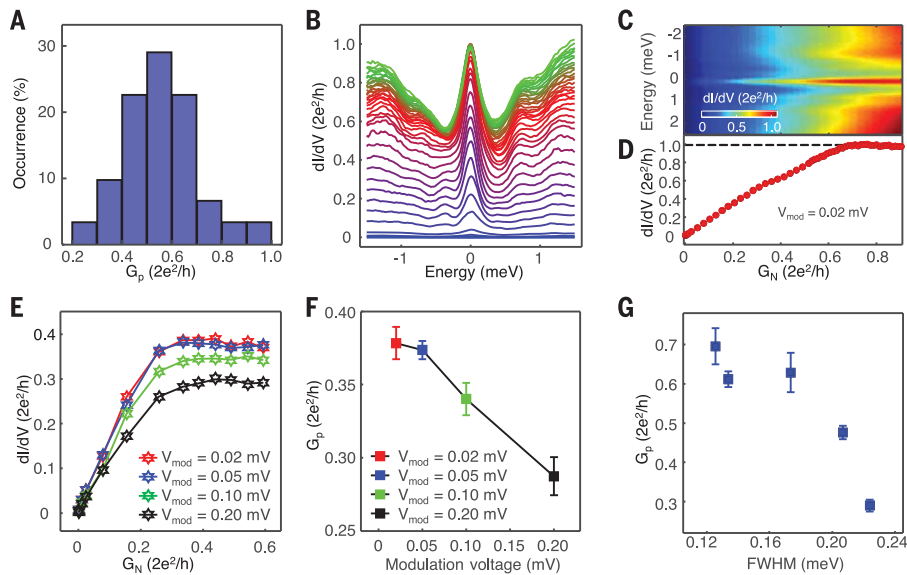 A
Occurrence (%)
30
20
10
0
0.2 0.4 0.6 0.8 1.0
Gp (2e²/h)
B
dI/dV (2e²/h)
1.0
0.8
0.6
0.4
0.2
0
-1 0 1
Energy (meV)
C
Energy (meV)
-2
-1
0
1
2
dI/dV (2e²/h)
0 0.5 1.0
D
dI/dV (2e²/h)
1.0
0.8
0.6
0.4
0.2
0
Vmod = 0.02 mV
0 0.2 0.4 0.6 0.8
GN (2e²/h)
E
dI/dV (2e²/h)
0.4
0.3
0.2
0.1
0
Vmod = 0.02 mV
Vmod = 0.05 mV
Vmod = 0.10 mV
Vmod = 0.20 mV
0 0.1 0.2 0.3 0.4 0.5 0.6
GN (2e²/h)
F
Gp (2e²/h)
0.40
0.35
0.30
0.25
Vmod = 0.02 mV
Vmod = 0.05 mV
Vmod = 0.10 mV
Vmod = 0.20 mV
0 0.05 0.10 0.15 0.20
Modulation voltage (mV)
G
Gp (2e²/h)
0.7
0.6
0.5
0.4
0.3
0.12 0.16 0.20 0.24
FWHM (meV)